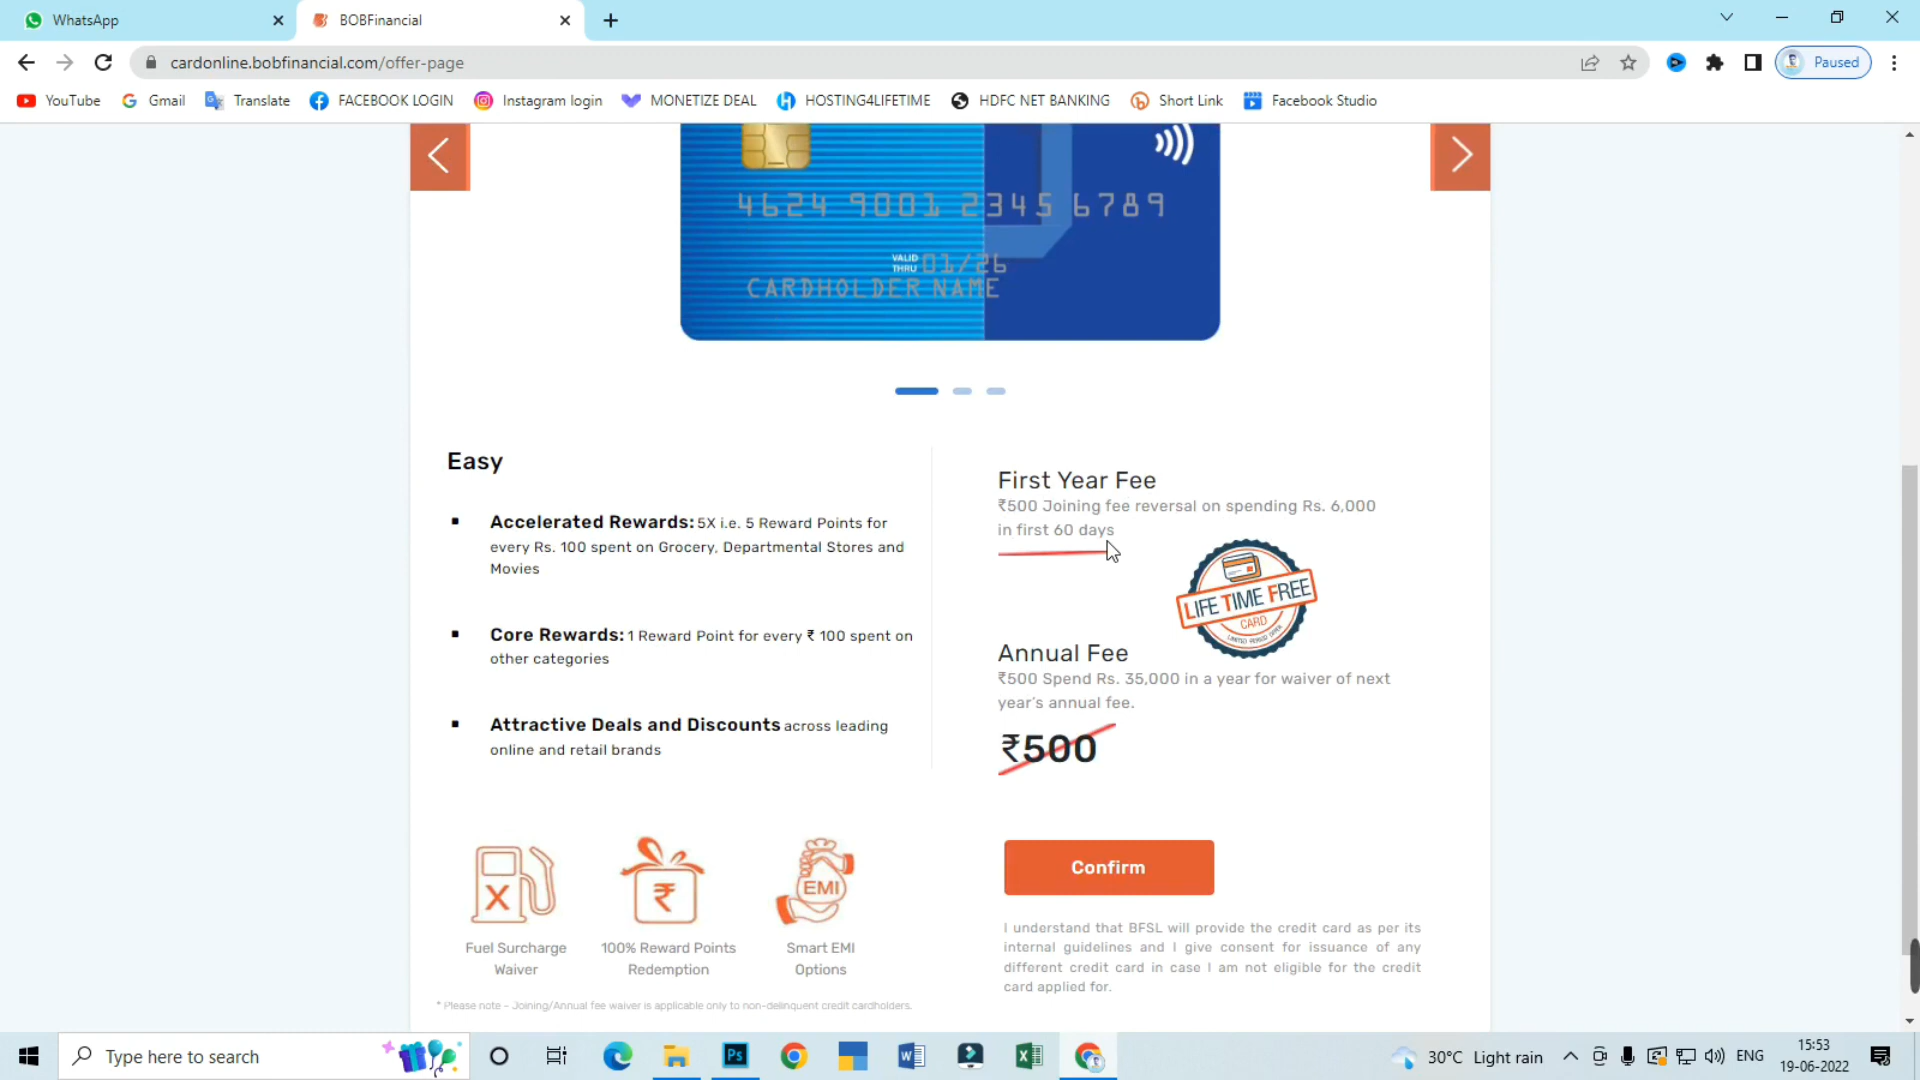 WhatsApp
BOBFinancial
cardonline.bobfinancial.com/offer-page
Paused
YouTube
Gmail
Translate
FACEBOOK LOGIN
Instagram login
MONETIZE DEAL
HOSTING4LIFETIME
HDFC NET BANKING
Short Link
Facebook Studio
4624 9001 2345 6789
VALID
THRU 01/26
CARDHOLDER NAME
Easy
Accelerated Rewards: 5X i.e. 5 Reward Points for
every Rs. 100 spent on Grocery, Departmental Stores and
Movies
Core Rewards: 1 Reward Point for every ₹ 100 spent on
other categories
Attractive Deals and Discounts across leading
online and retail brands
First Year Fee
₹500 Joining fee reversal on spending Rs. 6,000
in first 60 days
LIFE TIME FREE
CARD
LIMITED PERIOD OFFER
Annual Fee
₹500 Spend Rs. 35,000 in a year for waiver of next
year's annual fee.
₹500
X
₹
EMI
Fuel Surcharge
Waiver
100% Reward Points
Redemption
Smart EMI
Options
Confirm
I understand that BFSL will provide the credit card as per its
internal guidelines and I give consent for issuance of any
different credit card in case I am not eligible for the credit
card applied for.
* Please note - Joining/Annual fee waiver is applicable only to non-delinquent credit cardholders.
Type here to search
Ps
30°C Light rain
ENG
15:53
19-06-2022